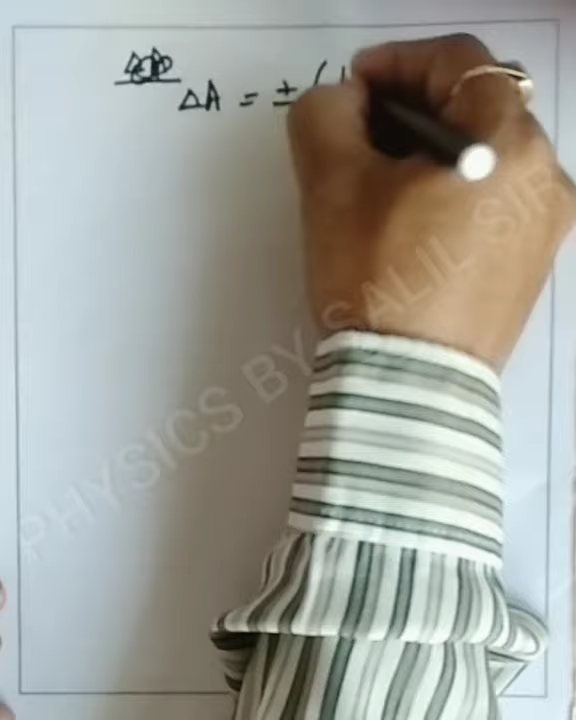 ΔA = ± (
PHYSICS BY SALIL SIR